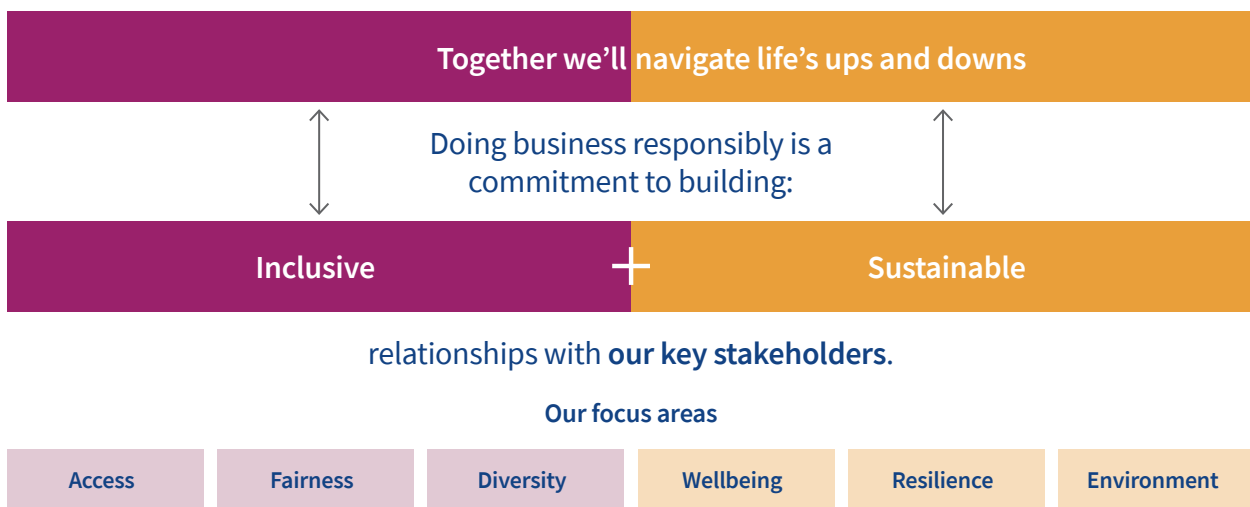 Together we’ll navigate life’s ups and downs
Doing business responsibly is a
commitment to building:
Inclusive + Sustainable
relationships with our key stakeholders.
Our focus areas
Access Fairness Diversity Wellbeing Resilience Environment